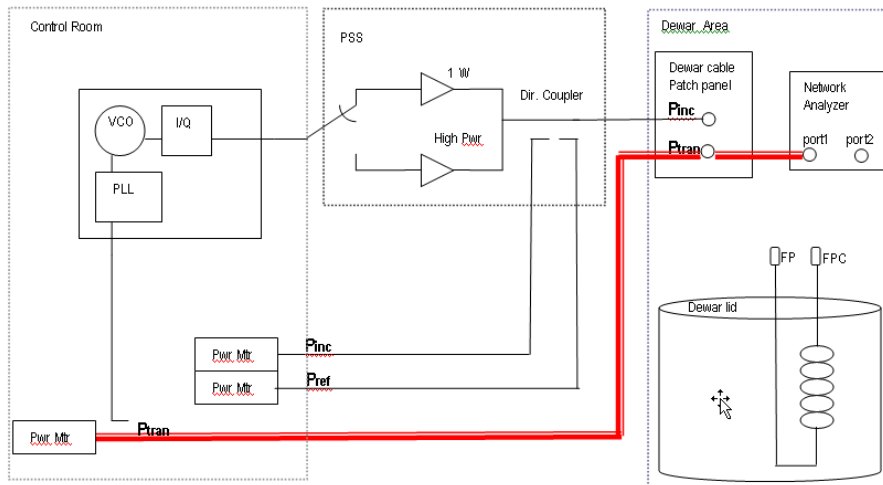 Control Room
PSS
Dewar Area
1 W
Dir. Coupler
Dewar cable
Patch panel
Network
Analyzer
VCO
I/Q
High Pwr
Pinc
Ptran
port1
port2
PLL
FP
FPC
Dewar lid
Pwr Mtr
Pinc
Pwr Mtr
Pref
Pwr Mtr
Ptran